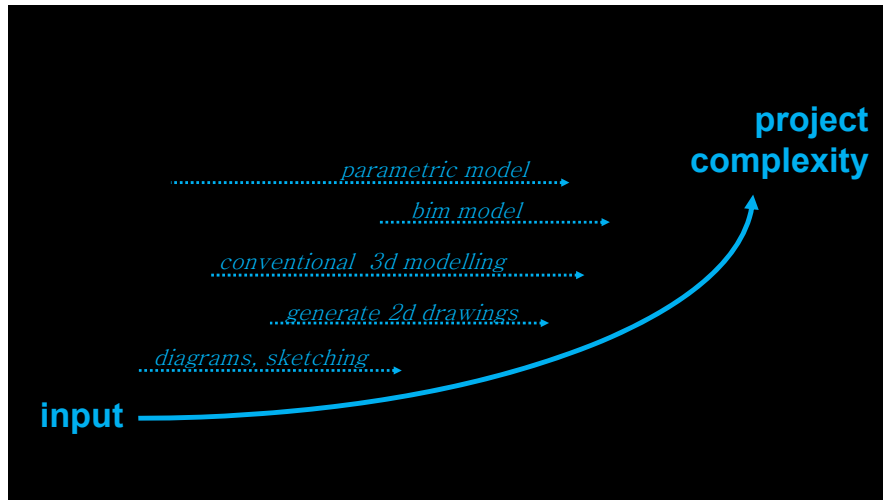 project
complexity
parametric model
bim model
conventional 3d modelling
generate 2d drawings
diagrams, sketching
input